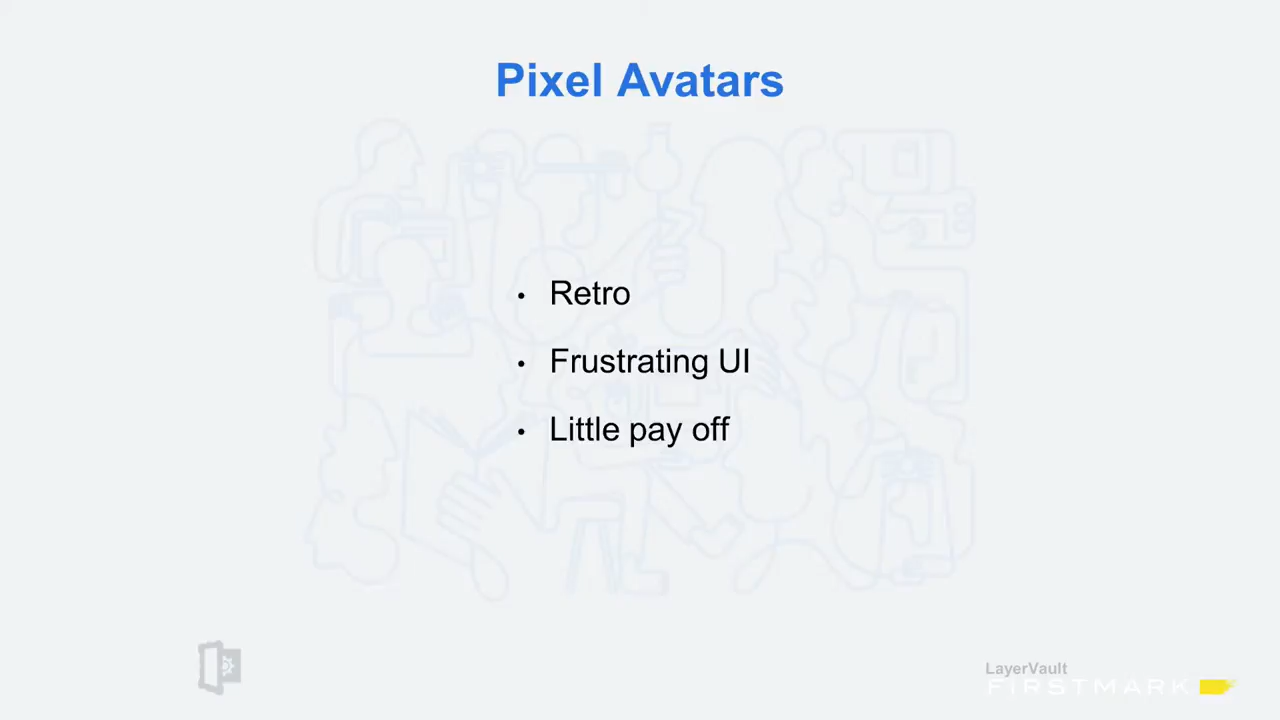 Pixel Avatars
• Retro
• Frustrating UI
• Little pay off
LayerVault
FIRSTMARK